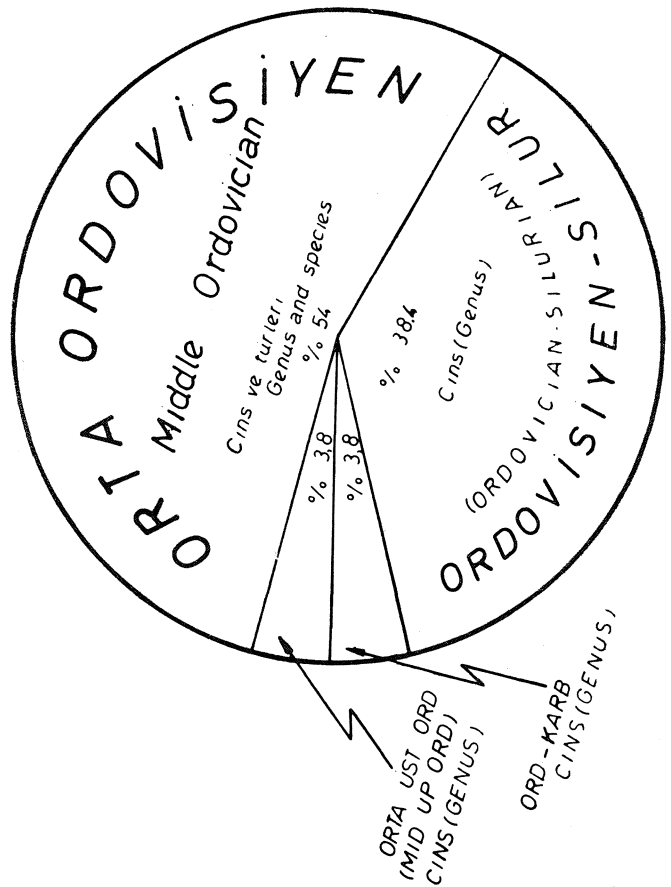 ORTA ORDOVİSİYEN
Middle Ordovician
Cins ve turleri,
Genus and species
% 54
ORDOVİSİYEN-SİLUR
(ORDOVICIAN-SILURIAN)
Cins (Genus)
% 38.4
% 3,8
% 3,8
ORTA UST ORD
(MID UP ORD)
CINS (GENUS)
ORD-KARB
CINS (GENUS)